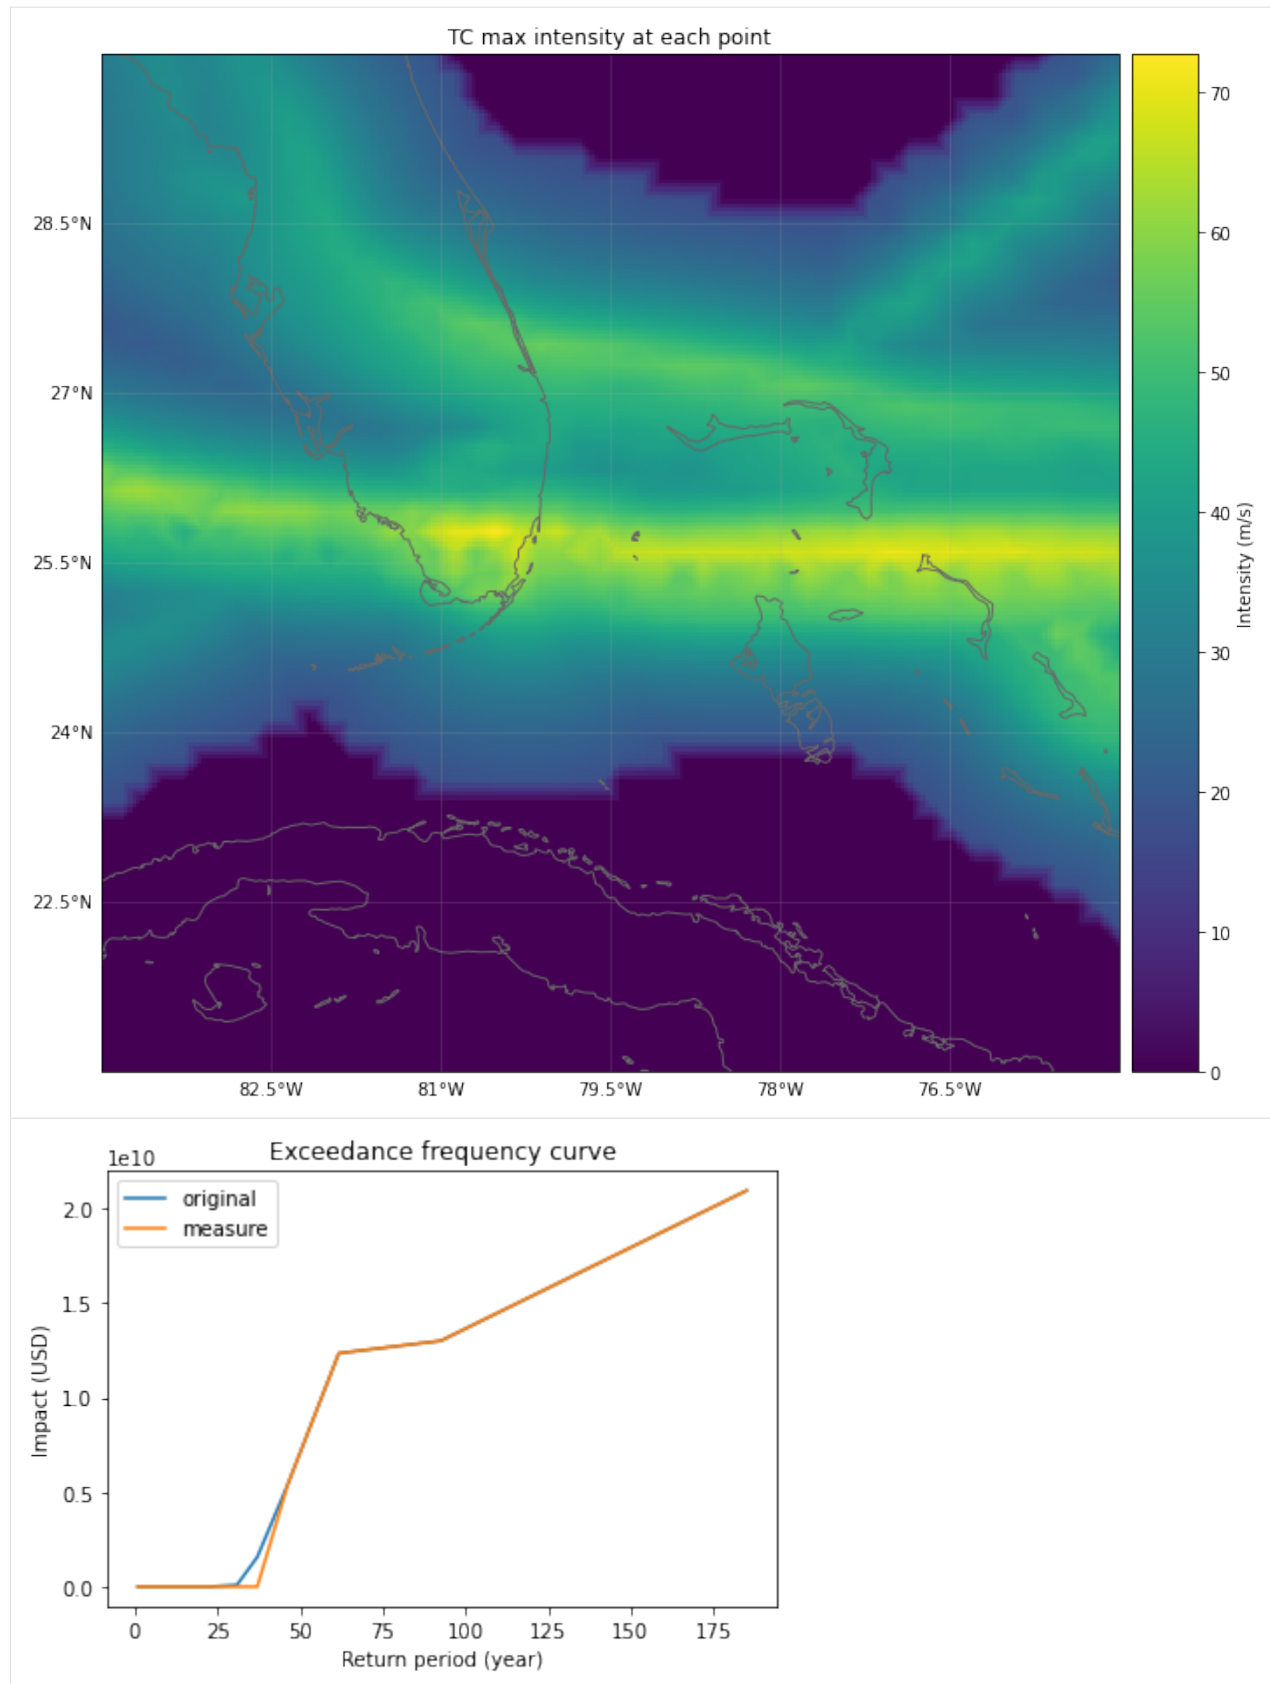 TC max intensity at each point
28.5°N
27°N
25.5°N
24°N
22.5°N
82.5°W 81°W 79.5°W 78°W 76.5°W
70
60
50
40
30
20
10
0
Intensity (m/s)
Exceedance frequency curve
1e10
original
measure
2.0
1.5
1.0
0.5
0.0
Impact (USD)
0 25 50 75 100 125 150 175
Return period (year)